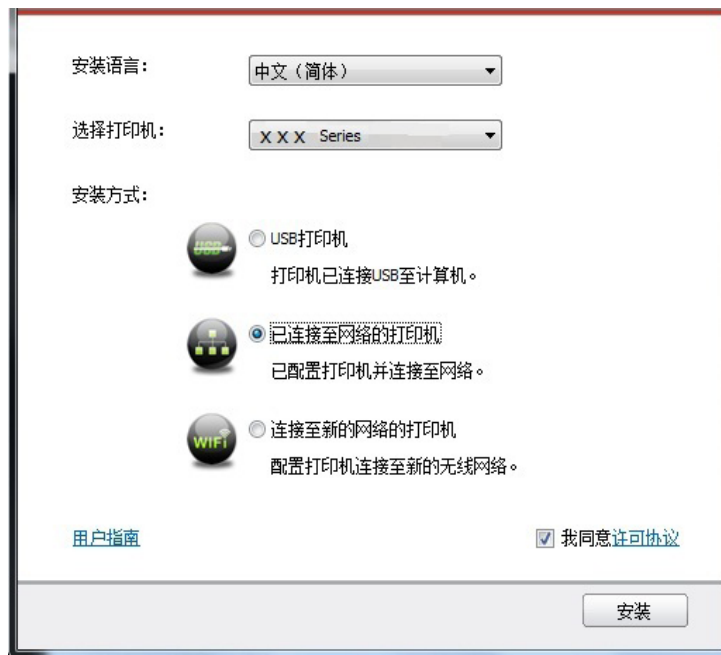 安装语言：
中文（简体）
选择打印机：
X X X Series
安装方式：
USB
USB打印机
打印机已连接USB至计算机。
已连接至网络的打印机
已配置打印机并连接至网络。
WIFI
连接至新的网络的打印机
配置打印机连接至新的无线网络。
用户指南
我同意许可协议
安装